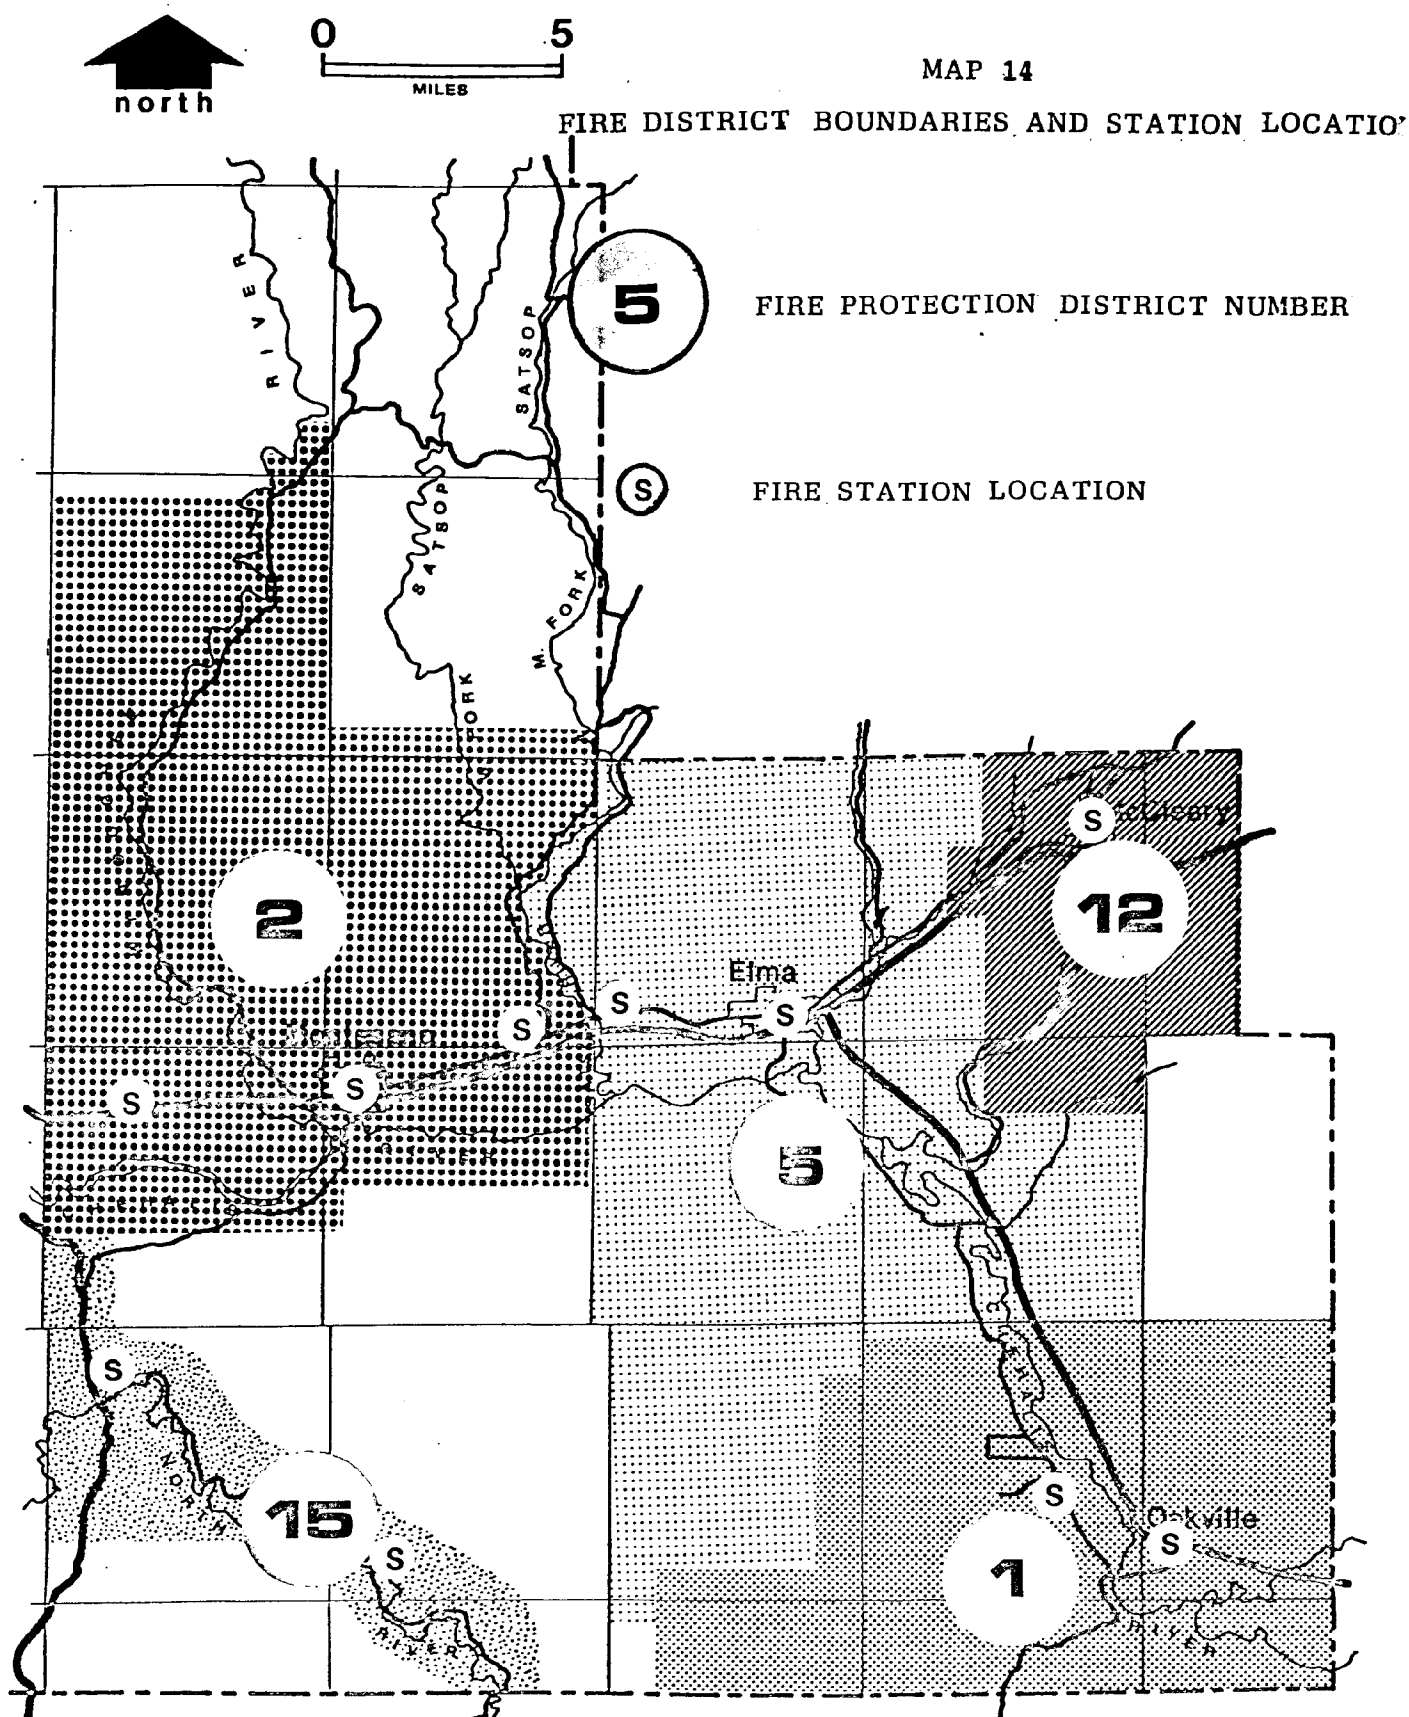 0 5
MILES
north
MAP 14
FIRE DISTRICT BOUNDARIES AND STATION LOCATIO
RIVER
SATSOP
5
FIRE PROTECTION DISTRICT NUMBER
S
FIRE STATION LOCATION
SATSOP
M. FORK
FORK
W.
S
McCleary
2
12
Elma
S
S
S
S
S
5
RIVER
S
NORTH
15
S
RIVER
S
Oakville
S
1
RIVER